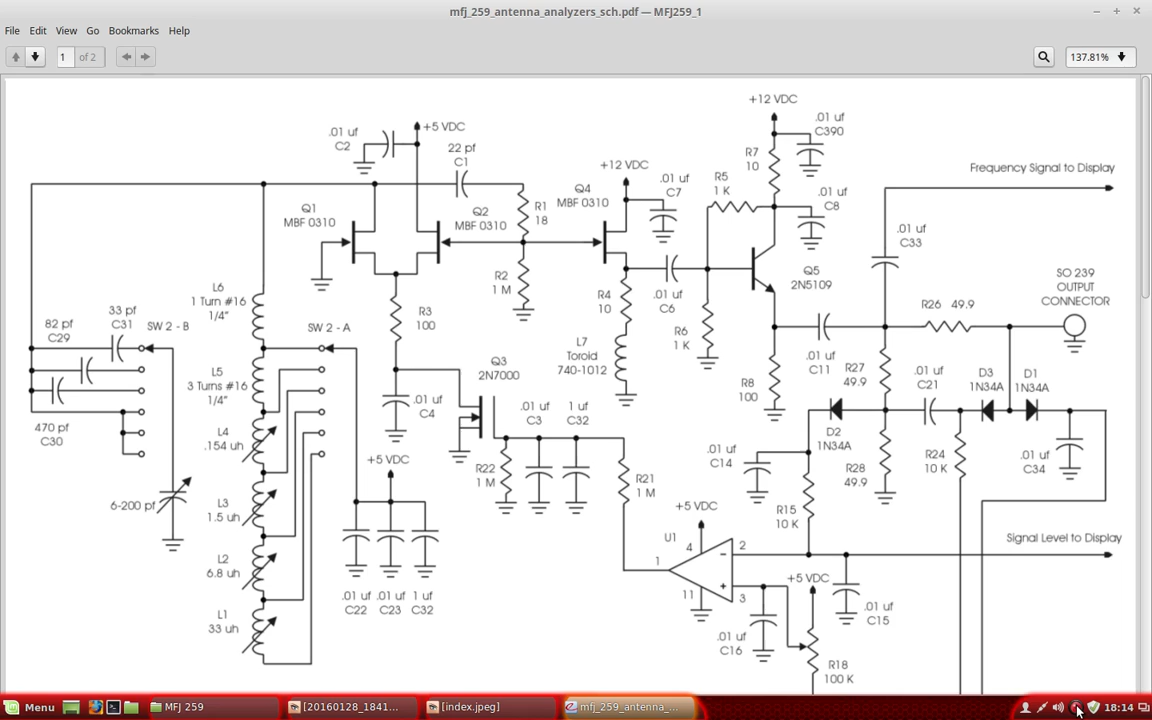 mfj_259_antenna_analyzers_sch.pdf — MFJ259_1
File Edit View Go Bookmarks Help
1 of 2
137.81%
+12 VDC
.01 uf
C390
+5 VDC
.01 uf
C2
22 pf
C1
R7
10
Frequency Signal to Display
+12 VDC
Q4
MBF 0310
.01 uf
C7
R5
1 K
.01 uf
C8
Q1
MBF 0310
Q2
MBF 0310
R1
18
.01 uf
C33
R2
1 M
Q5
2N5109
SO 239
OUTPUT
CONNECTOR
L6
1 Turn #16
1/4"
R4
10
.01 uf
C6
R26 49.9
33 pf
C31
SW 2 - B
82 pf
C29
R3
100
SW 2 - A
R6
1 K
L7
Toroid
740-1012
C11
.01 uf
L5
3 Turns #16
1/4"
Q3
2N7000
R27
49.9
.01 uf
C21
D3
1N34A
D1
1N34A
R8
100
.01 uf
C4
.01 uf
C3
1 uf
C32
470 pf
C30
L4
.154 uh
D2
1N34A
.01 uf
C14
R28
49.9
R24
10 K
.01 uf
C34
+5 VDC
R22
1 M
R21
1 M
6-200 pf
L3
1.5 uh
R15
10 K
+5 VDC
U1
4
2
1
−
+
11
3
Signal Level to Display
L2
6.8 uh
+5 VDC
.01 uf
C22
.01 uf
C23
1 uf
C32
.01 uf
C15
L1
33 uh
.01 uf
C16
R18
100 K
Menu
MFJ 259
[20160128_1841...
[index.jpeg]
mfj_259_antenna_...
18:14